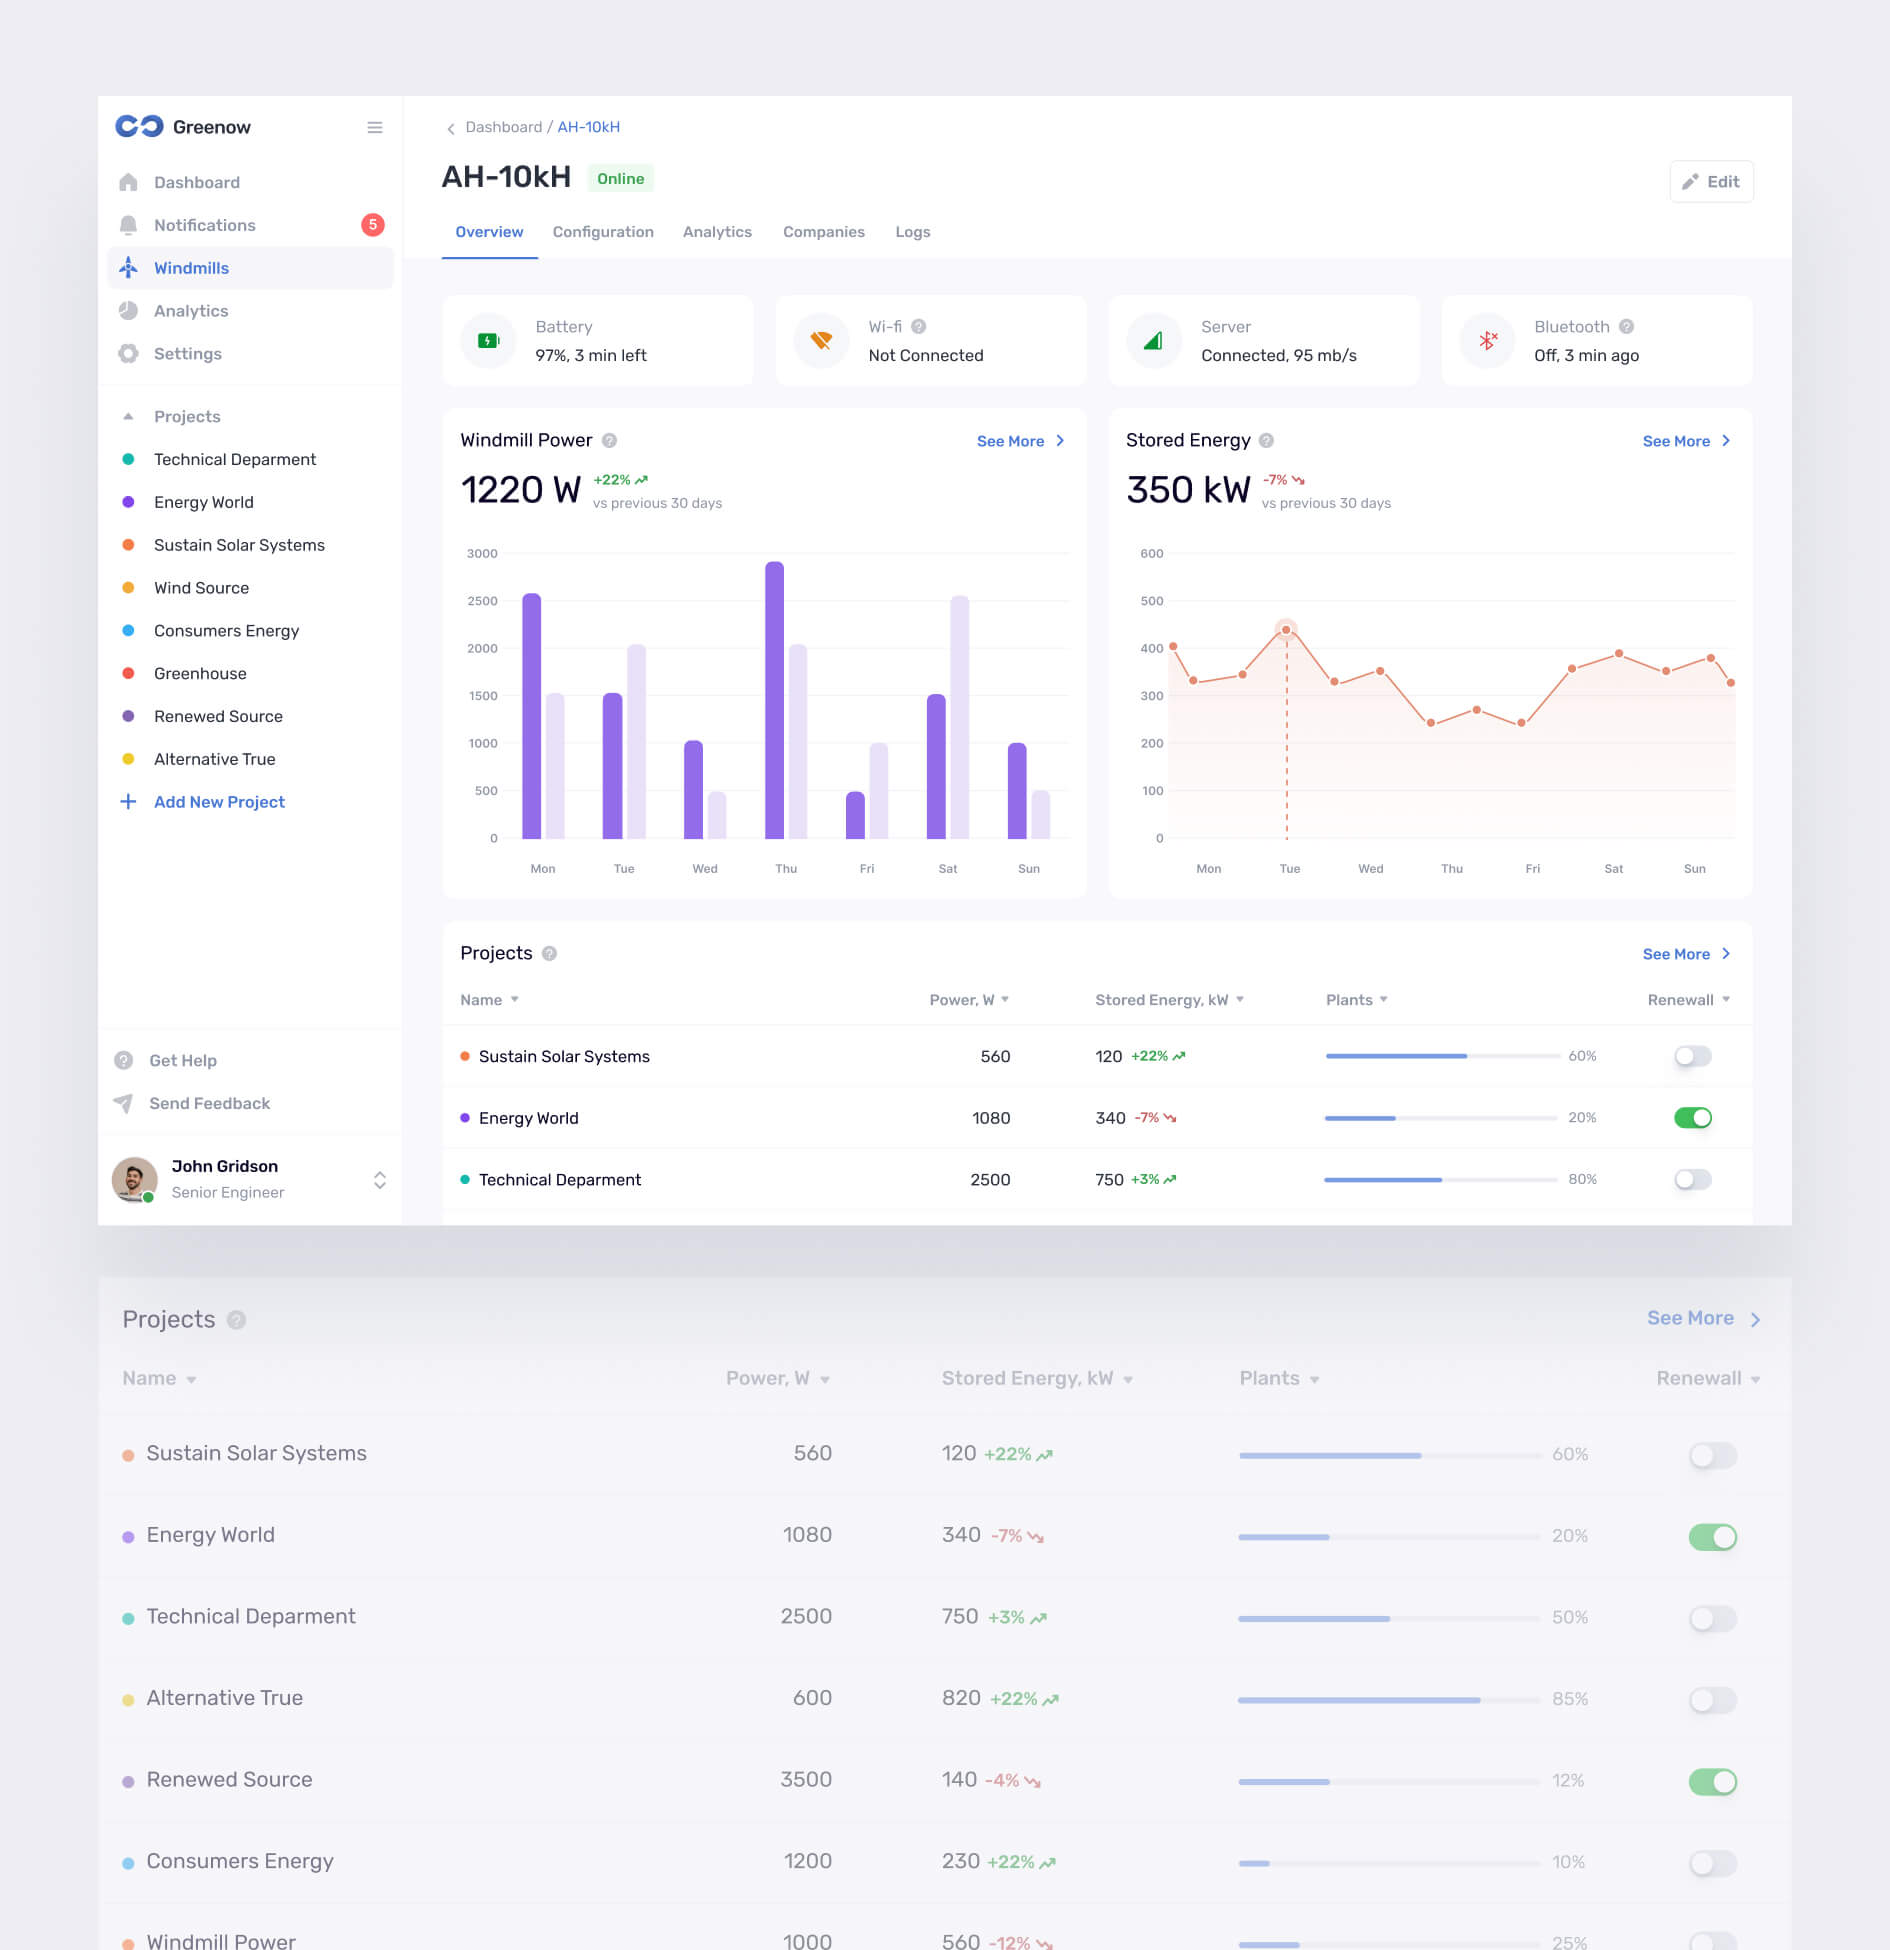 Greenow
Dashboard
Notifications 5
Windmills
Analytics
Settings
Projects
Technical Deparment
Energy World
Sustain Solar Systems
Wind Source
Consumers Energy
Greenhouse
Renewed Source
Alternative True
Add New Project
Get Help
Send Feedback
John Gridson
Senior Engineer
Dashboard / AH-10kH
AH-10kH Online
Edit
Overview Configuration Analytics Companies Logs
Battery
97%, 3 min left
Wi-fi ?
Not Connected
Server
Connected, 95 mb/s
Bluetooth ?
Off, 3 min ago
Windmill Power ? See More
1220 W +22%
vs previous 30 days
3000
2500
2000
1500
1000
500
0
Mon Tue Wed Thu Fri Sat Sun
Stored Energy ? See More
350 kW -7%
vs previous 30 days
600
500
400
300
200
100
0
Mon Tue Wed Thu Fri Sat Sun
Projects ? See More
Name Power, W Stored Energy, kW Plants Renewall
Sustain Solar Systems 560 120 +22% 60%
Energy World 1080 340 -7% 20%
Technical Deparment 2500 750 +3% 80%
Projects ? See More
Name Power, W Stored Energy, kW Plants Renewall
Sustain Solar Systems 560 120 +22% 60%
Energy World 1080 340 -7% 20%
Technical Deparment 2500 750 +3% 50%
Alternative True 600 820 +22% 85%
Renewed Source 3500 140 -4% 12%
Consumers Energy 1200 230 +22% 10%
Windmill Power 1000 560 -12% 25%